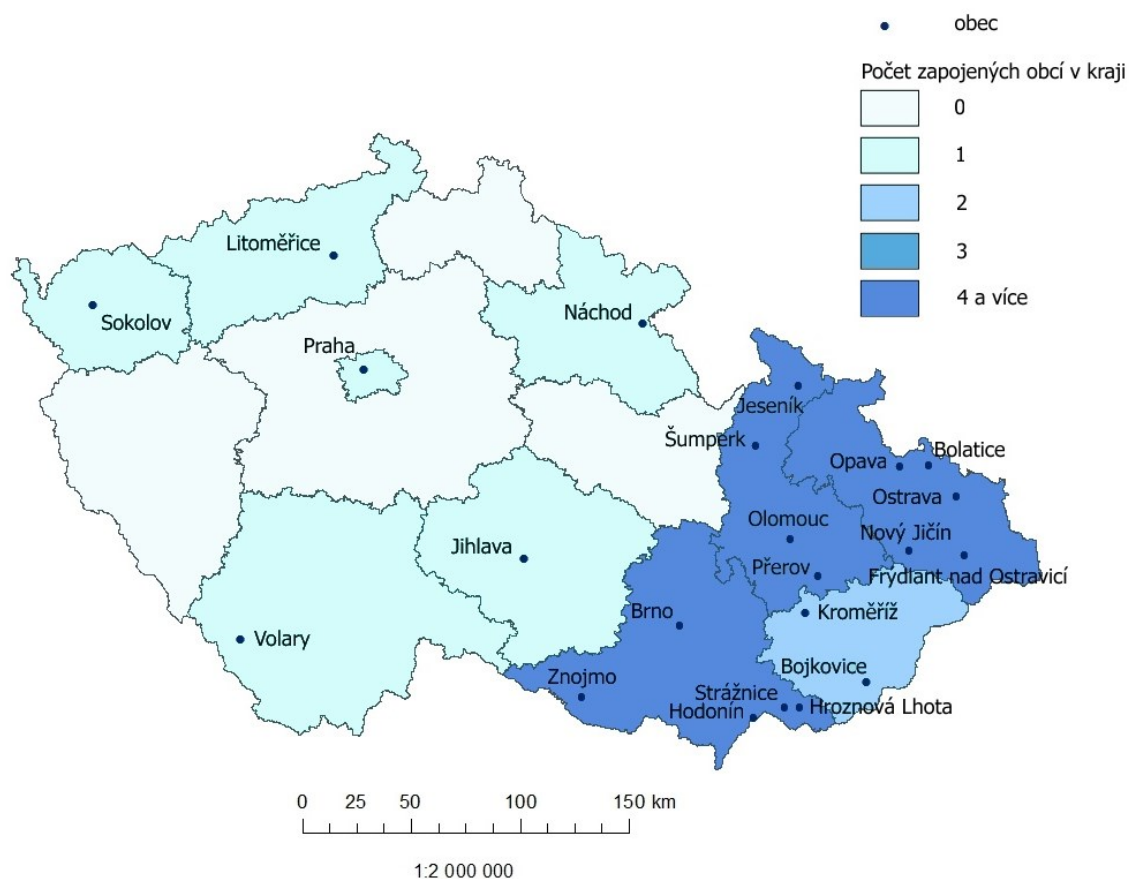 obec
Počet zapojených obcí v kraji
0
1
2
3
4 a více
Litoměřice
Sokolov
Náchod
Praha
Jeseník
Šumperk
Bolatice
Opava
Ostrava
Olomouc
Nový Jičín
Jihlava
Přerov
Frýdlant nad Ostravicí
Brno
Kroměříž
Volary
Bojkovice
Znojmo
Strážnice
Hodonín
Hroznová Lhota
0 25 50 100 150 km
1:2 000 000